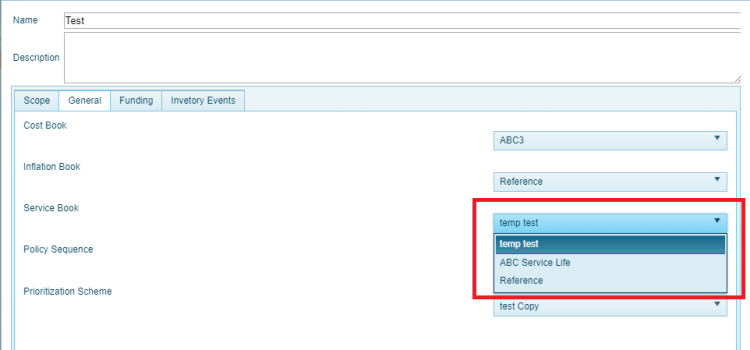 Name Test
Description
Scope General Funding Invetory Events
Cost Book
ABC3
Inflation Book
Reference
Service Book
temp test
temp test
Policy Sequence
ABC Service Life
Reference
Prioritization Scheme
test Copy